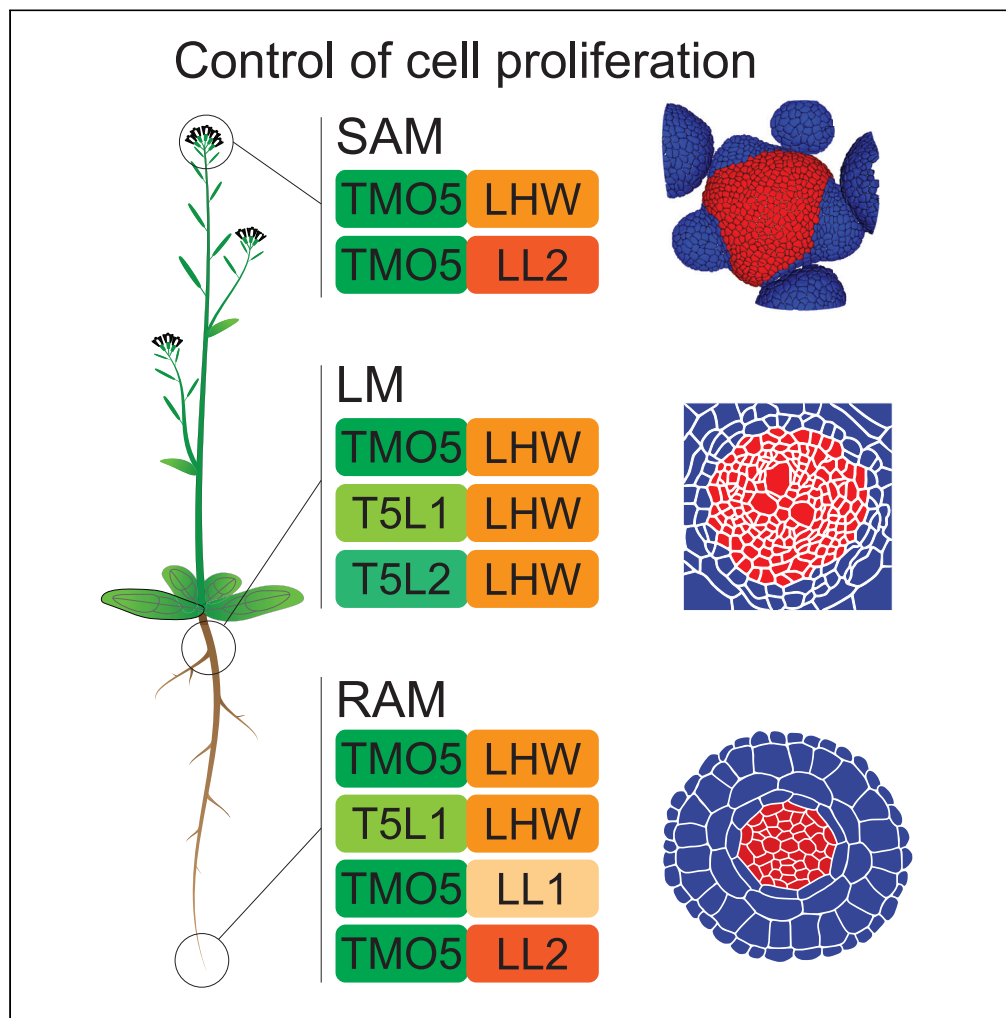 Control of cell proliferation
SAM
TMO5 LHW
TMO5 LL2
LM
TMO5 LHW
T5L1 LHW
T5L2 LHW
RAM
TMO5 LHW
T5L1 LHW
TMO5 LL1
TMO5 LL2